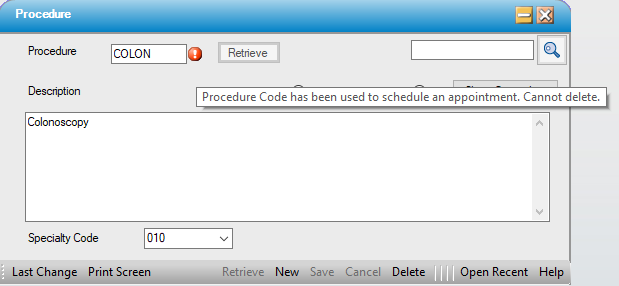 Procedure
Procedure COLON Retrieve
Description
Procedure Code has been used to schedule an appointment. Cannot delete.
Colonoscopy
Specialty Code 010
Last Change Print Screen Retrieve New Save Cancel Delete Open Recent Help